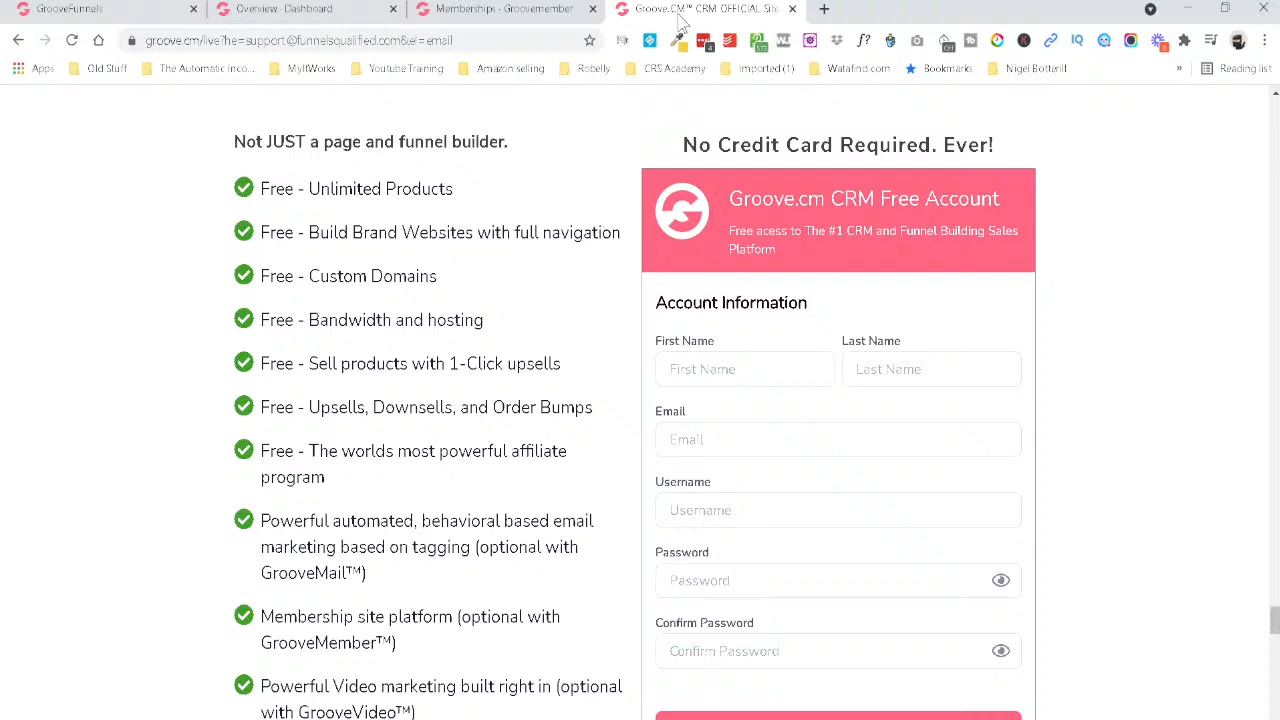 GrooveFunnels
Overview - Dashboard
Memberships · Groovemember
Groove.CM™ CRM OFFICIAL Site
groove.cm/live?he=support@funnelsqualified.com&el=email
Apps
Old Stuff
The Automatic Inco...
MyItWorks
Youtube Training
Amazon selling
Robelly
CRS Academy
Imported (1)
Watafind.com
Bookmarks
Nigel Botterill
»
Reading list
Not JUST a page and funnel builder.
Free - Unlimited Products
Free - Build Brand Websites with full navigation
Free - Custom Domains
Free - Bandwidth and hosting
Free - Sell products with 1-Click upsells
Free - Upsells, Downsells, and Order Bumps
Free - The worlds most powerful affiliate
program
Powerful automated, behavioral based email
marketing based on tagging (optional with
GrooveMail™)
Membership site platform (optional with
GrooveMember™)
Powerful Video marketing built right in (optional
with GrooveVideo™)
No Credit Card Required. Ever!
Groove.cm CRM Free Account
Free acess to The #1 CRM and Funnel Building Sales
Platform
Account Information
First Name
Last Name
First Name
Last Name
Email
Email
Username
Username
Password
Password
Confirm Password
Confirm Password